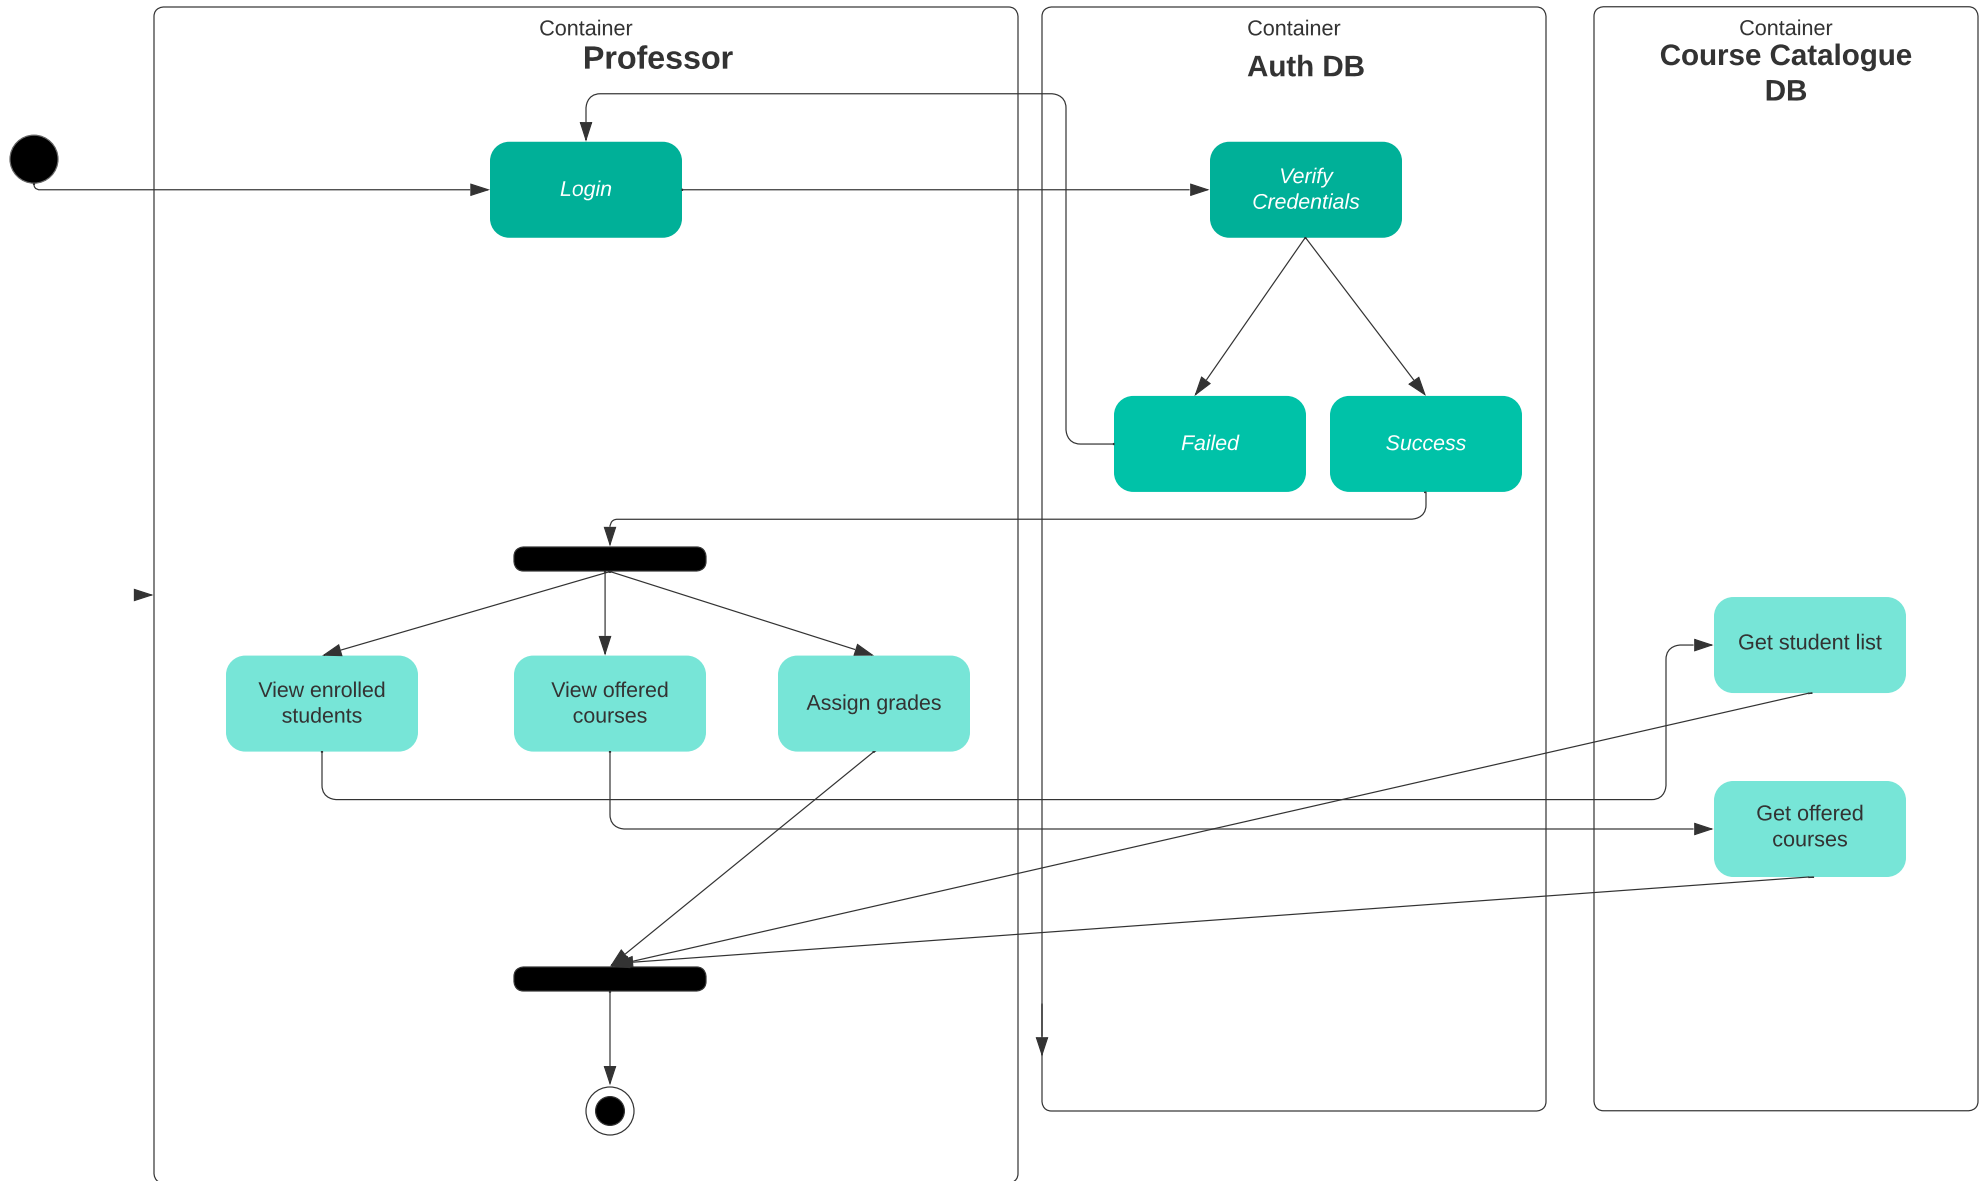 Container
Professor
Container
Auth DB
Container
Course Catalogue
DB
Login
Verify
Credentials
Failed
Success
View enrolled
students
View offered
courses
Assign grades
Get student list
Get offered
courses